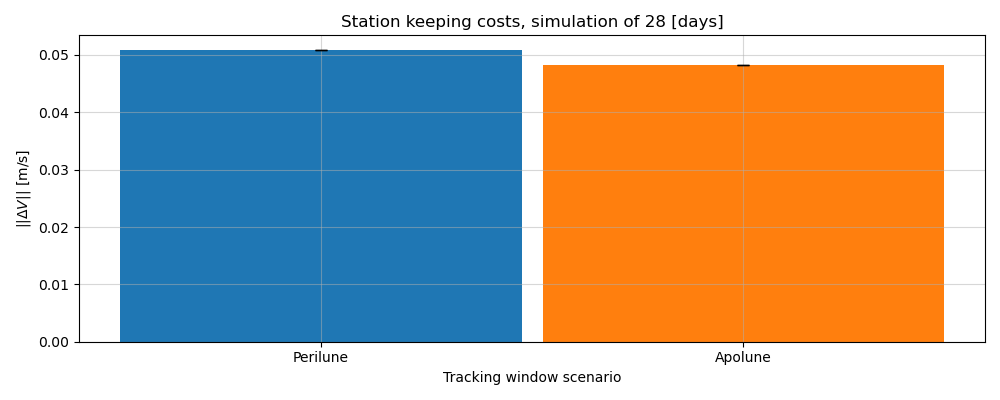 Station keeping costs, simulation of 28 [days]
||ΔV|| [m/s]
0.05
0.04
0.03
0.02
0.01
0.00
Perilune
Apolune
Tracking window scenario